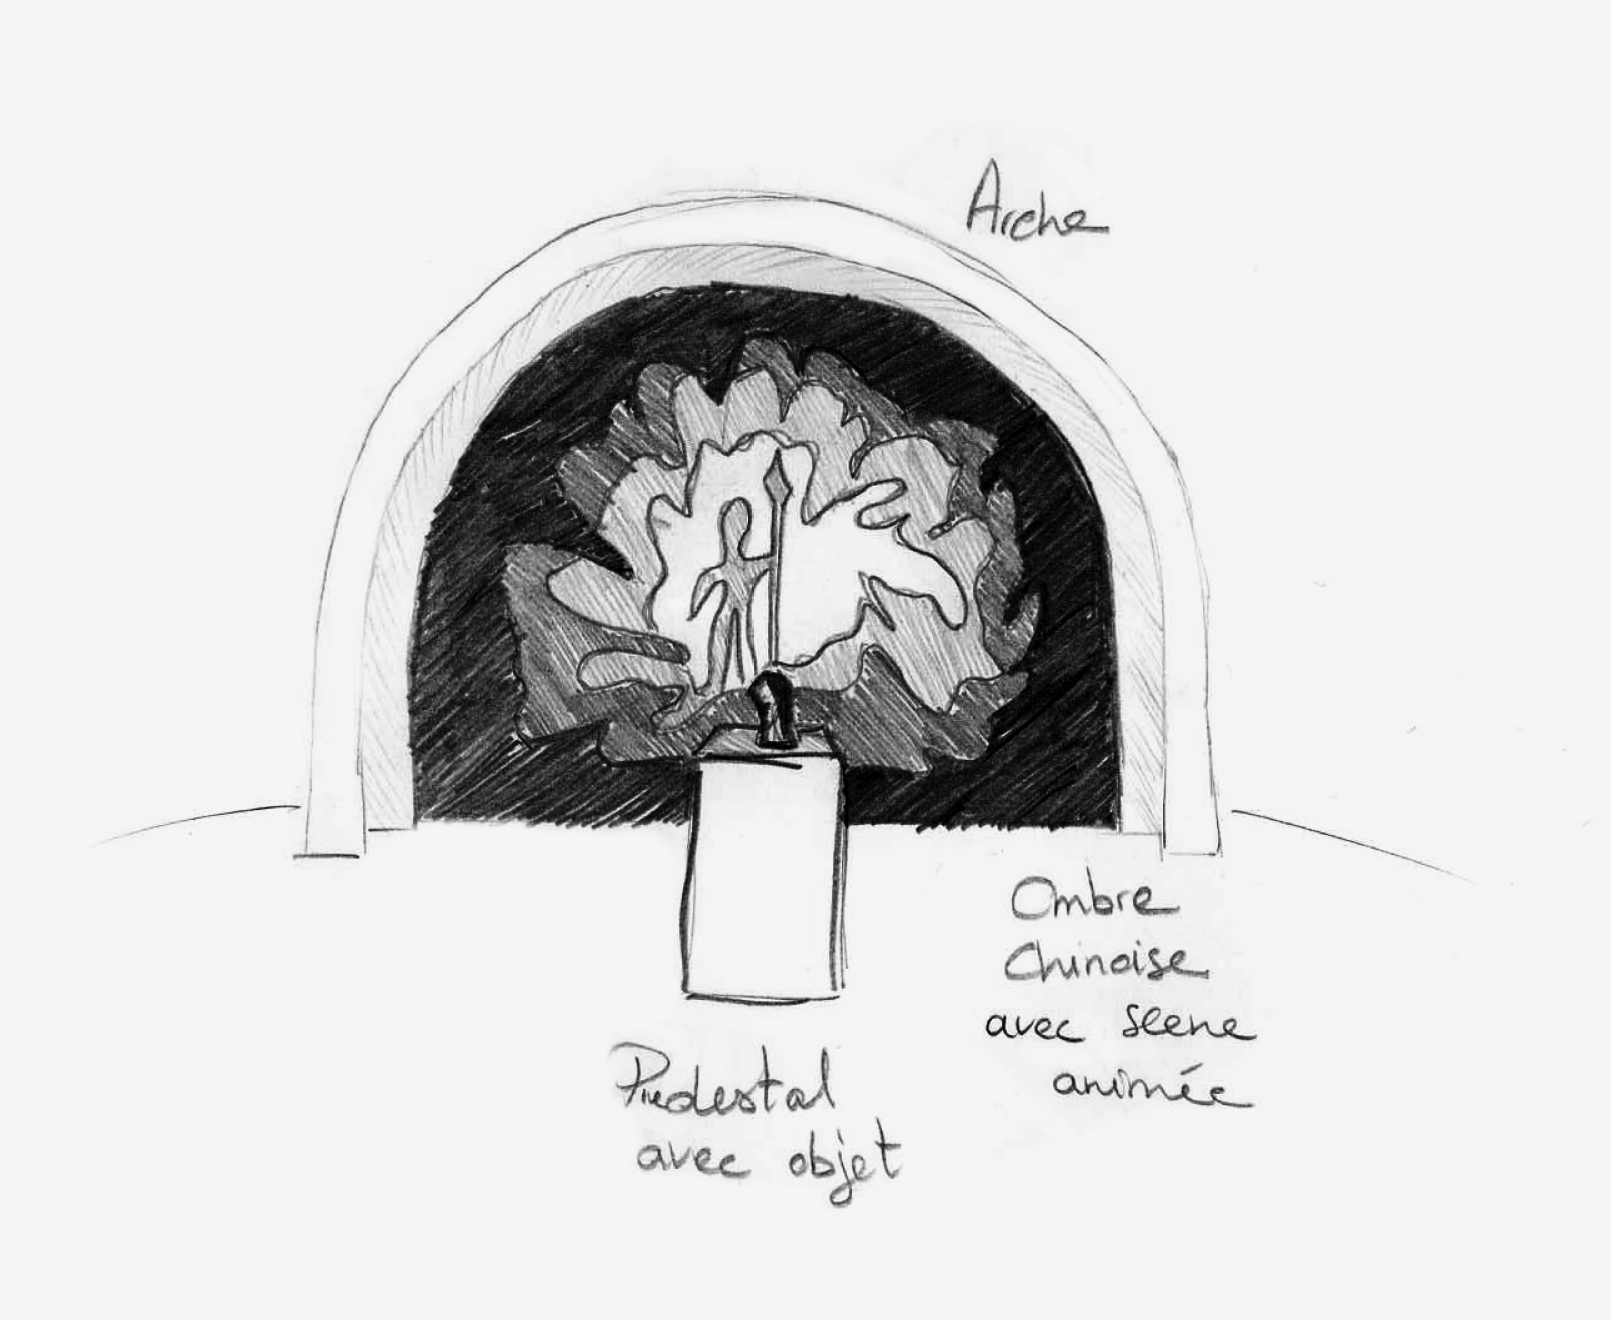 Arche
Ombre
Chinoise
avec scene
animée
Piedestal
avec objet